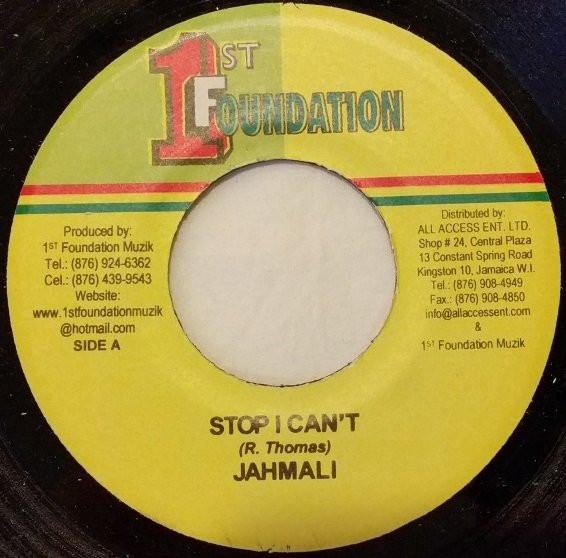 1ST
FOUNDATION
Produced by:
1ST Foundation Muzik
Tel.: (876) 924-6362
Cel.: (876) 439-9543
Website:
www.1stfoundationmuzik
@hotmail.com
SIDE A
Distributed by:
ALL ACCESS ENT. LTD.
Shop # 24, Central Plaza
13 Constant Spring Road
Kingston 10, Jamaica W.I.
Tel.: (876) 908-4949
Fax.: (876) 908-4850
info@allaccessent.com
&
1ST Foundation Muzik
STOP I CAN'T
(R. Thomas)
JAHMALI